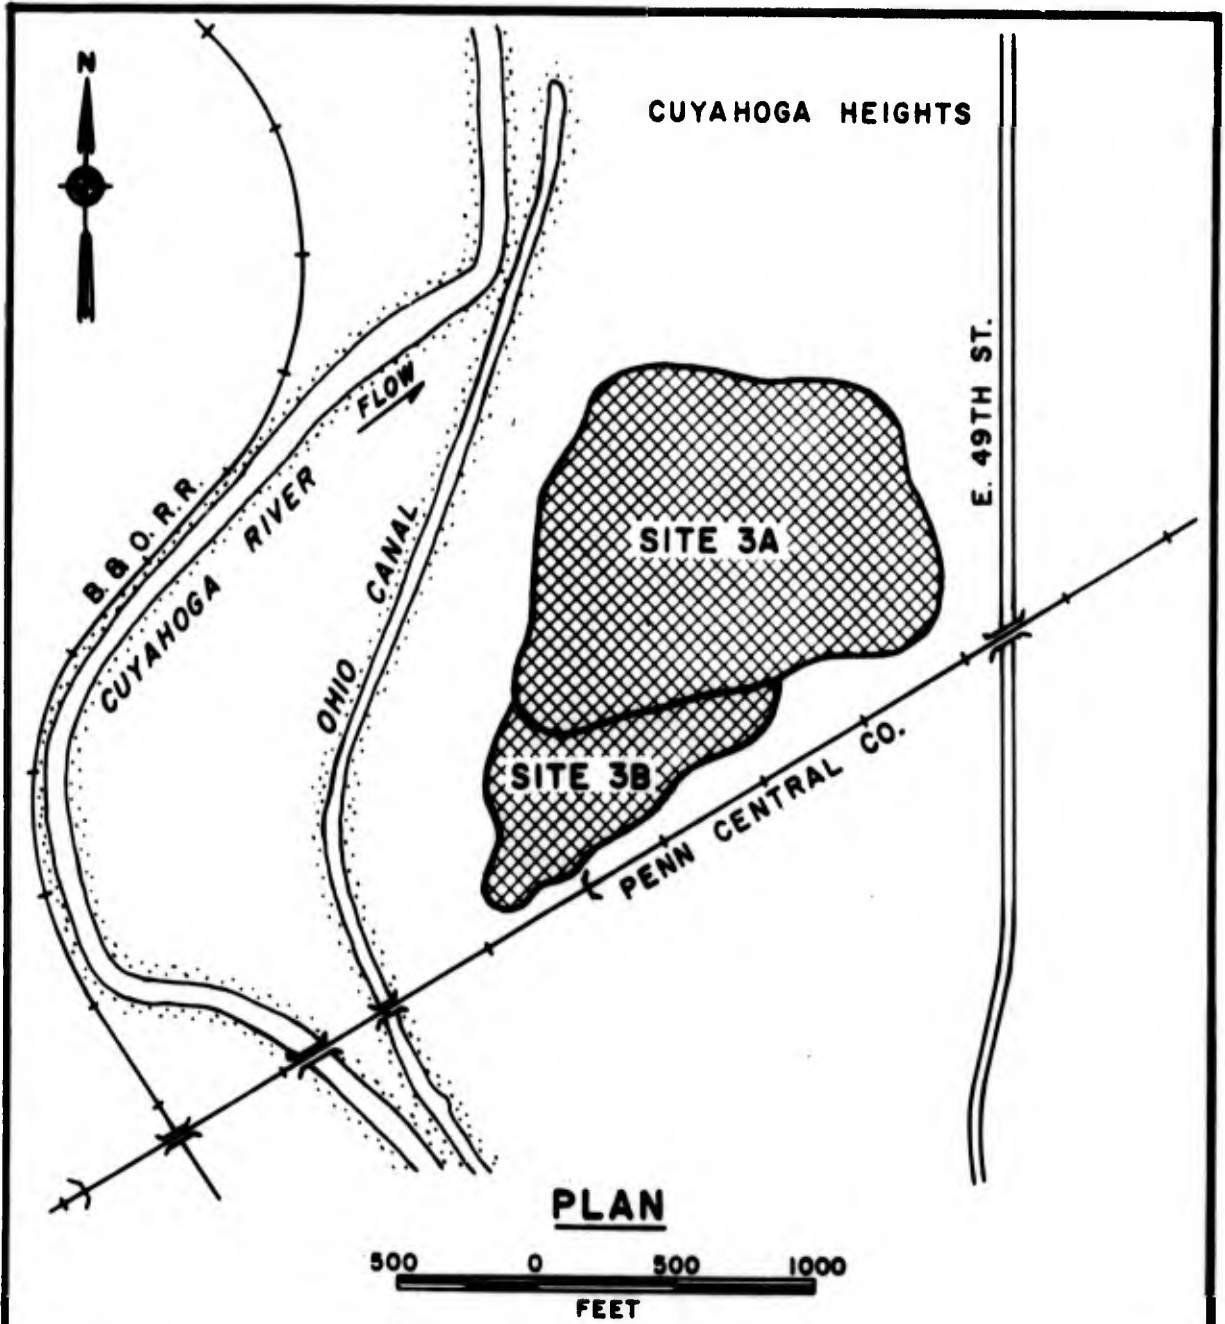 N
CUYAHOGA HEIGHTS
E. 49TH ST.
FLOW
B. & O. R. R.
CUYAHOGA RIVER
OHIO CANAL
SITE 3A
SITE 3B
PENN CENTRAL CO.
PLAN
500 0 500 1000
FEET